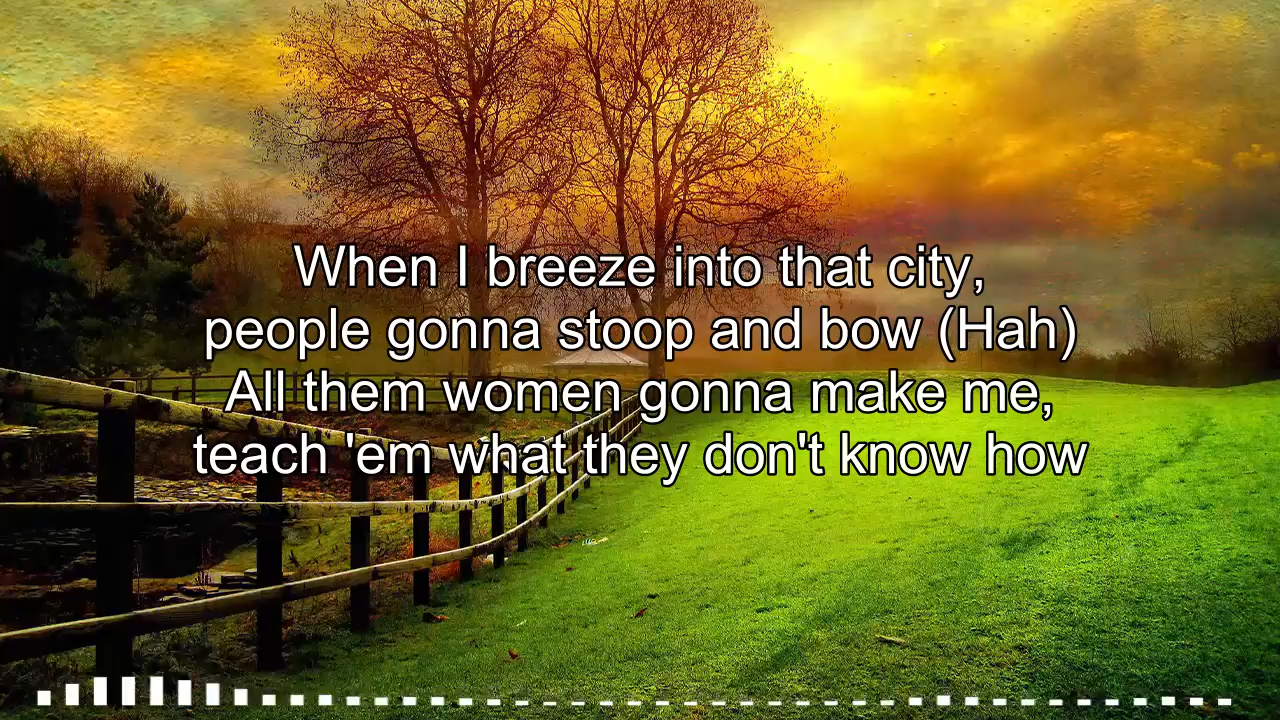 When I breeze into that city,
people gonna stoop and bow (Hah)
All them women gonna make me,
teach 'em what they don't know how